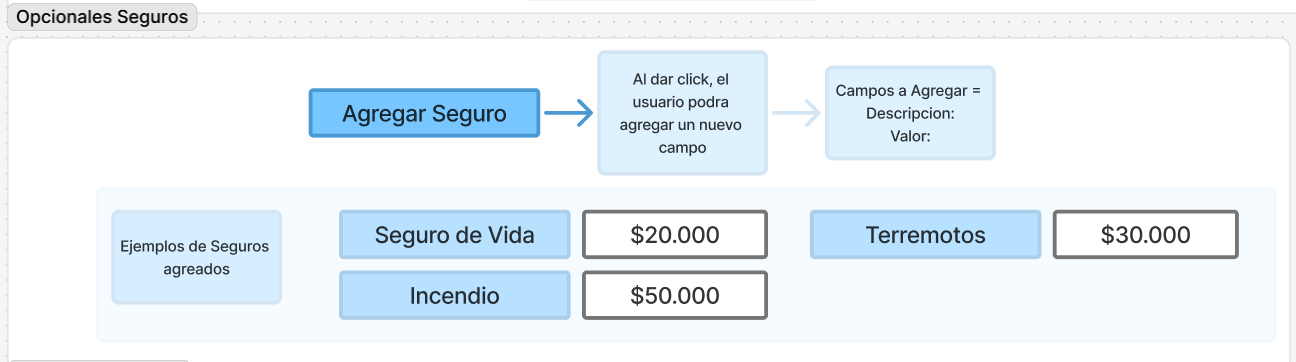 Opcionales Seguros
Agregar Seguro
Al dar click, el
usuario podra
agregar un nuevo
campo
Campos a Agregar =
Descripcion:
Valor:
Ejemplos de Seguros
agreados
Seguro de Vida
$20.000
Terremotos
$30.000
Incendio
$50.000